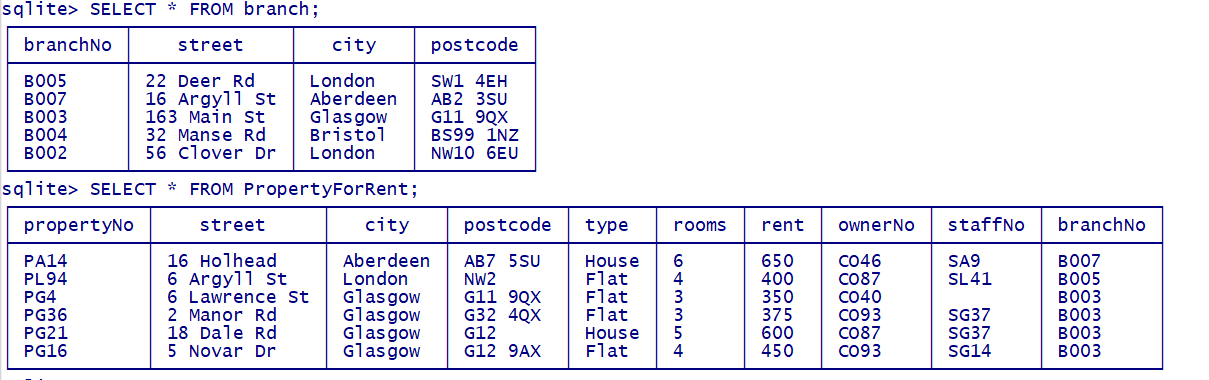 sqlite> SELECT * FROM branch;
branchNo street city postcode
B005 22 Deer Rd London SW1 4EH
B007 16 Argyll St Aberdeen AB2 3SU
B003 163 Main St Glasgow G11 9QX
B004 32 Manse Rd Bristol BS99 1NZ
B002 56 Clover Dr London NW10 6EU
sqlite> SELECT * FROM PropertyForRent;
propertyNo street city postcode type rooms rent ownerNo staffNo branchNo
PA14 16 Holhead Aberdeen AB7 5SU House 6 650 CO46 SA9 B007
PL94 6 Argyll St London NW2 Flat 4 400 CO87 SL41 B005
PG4 6 Lawrence St Glasgow G11 9QX Flat 3 350 CO40 B003
PG36 2 Manor Rd Glasgow G32 4QX Flat 3 375 CO93 SG37 B003
PG21 18 Dale Rd Glasgow G12 House 5 600 CO87 SG37 B003
PG16 5 Novar Dr Glasgow G12 9AX Flat 4 450 CO93 SG14 B003